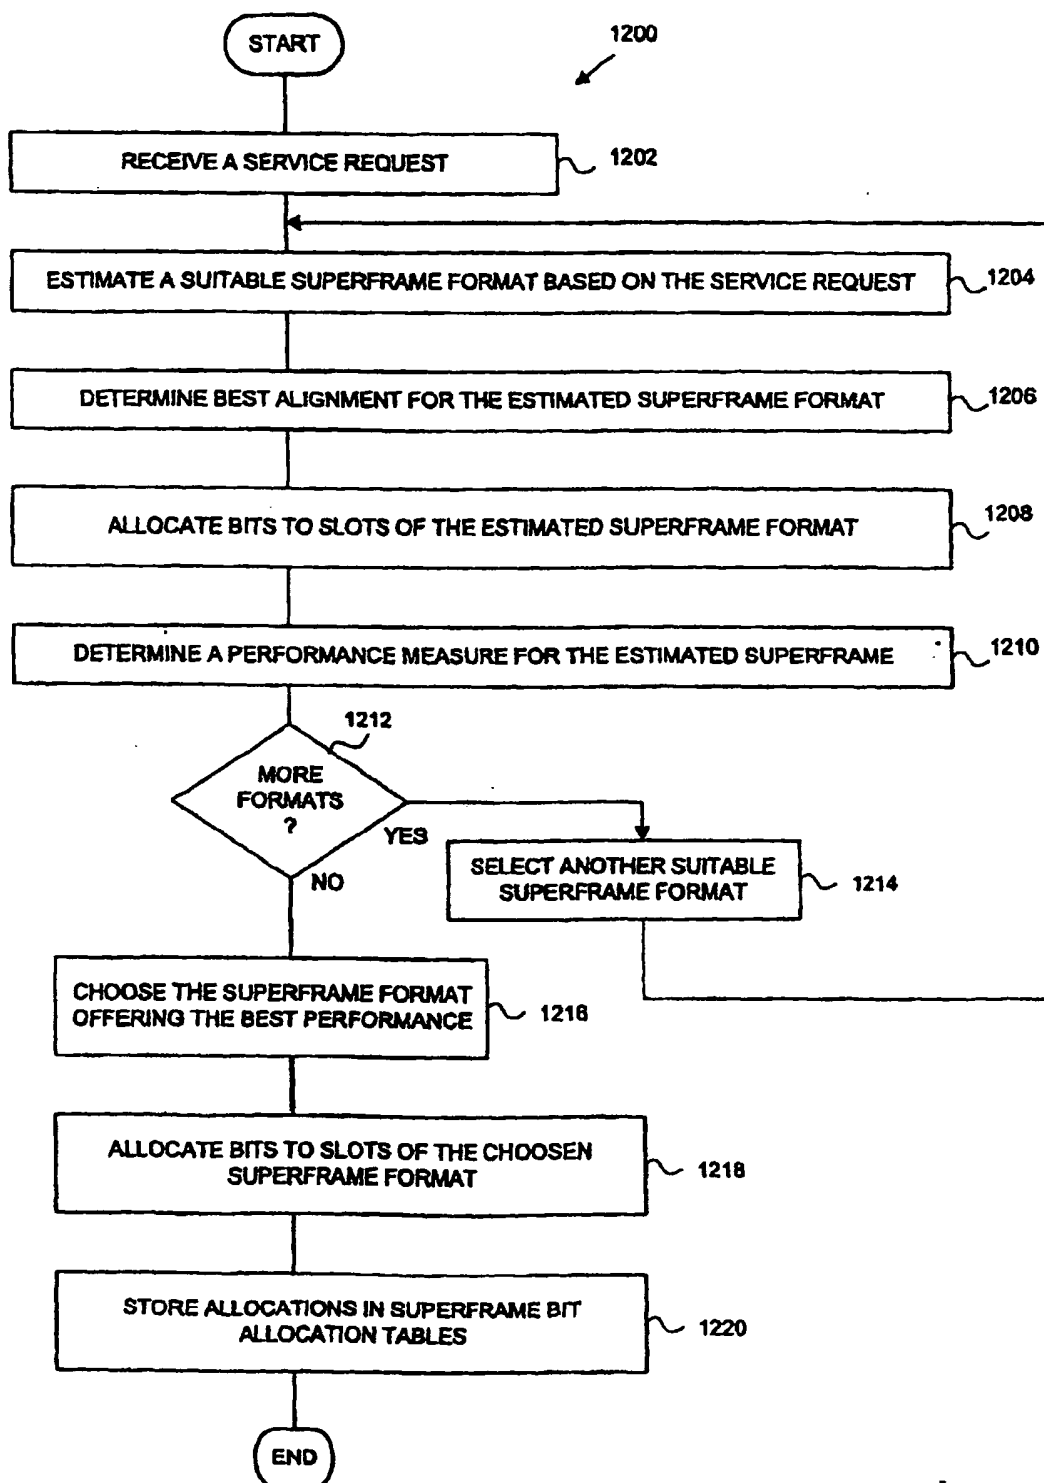 START
1200
RECEIVE A SERVICE REQUEST
1202
ESTIMATE A SUITABLE SUPERFRAME FORMAT BASED ON THE SERVICE REQUEST
1204
DETERMINE BEST ALIGNMENT FOR THE ESTIMATED SUPERFRAME FORMAT
1206
ALLOCATE BITS TO SLOTS OF THE ESTIMATED SUPERFRAME FORMAT
1208
DETERMINE A PERFORMANCE MEASURE FOR THE ESTIMATED SUPERFRAME
1210
1212
MORE
FORMATS
?
YES
NO
SELECT ANOTHER SUITABLE
SUPERFRAME FORMAT
1214
CHOOSE THE SUPERFRAME FORMAT
OFFERING THE BEST PERFORMANCE
1216
ALLOCATE BITS TO SLOTS OF THE CHOOSEN
SUPERFRAME FORMAT
1218
STORE ALLOCATIONS IN SUPERFRAME BIT
ALLOCATION TABLES
1220
END